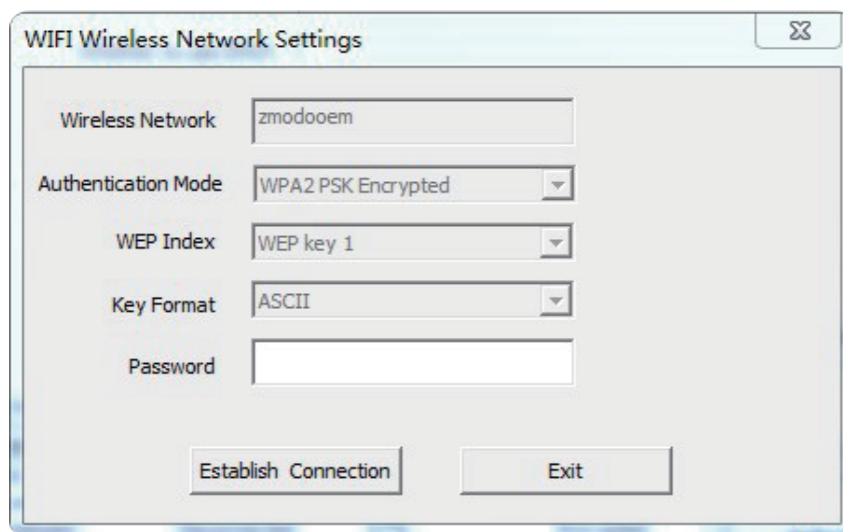 WIFI Wireless Network Settings
Wireless Network zmodooem
Authentication Mode WPA2 PSK Encrypted
WEP Index WEP key 1
Key Format ASCII
Password
Establish Connection Exit